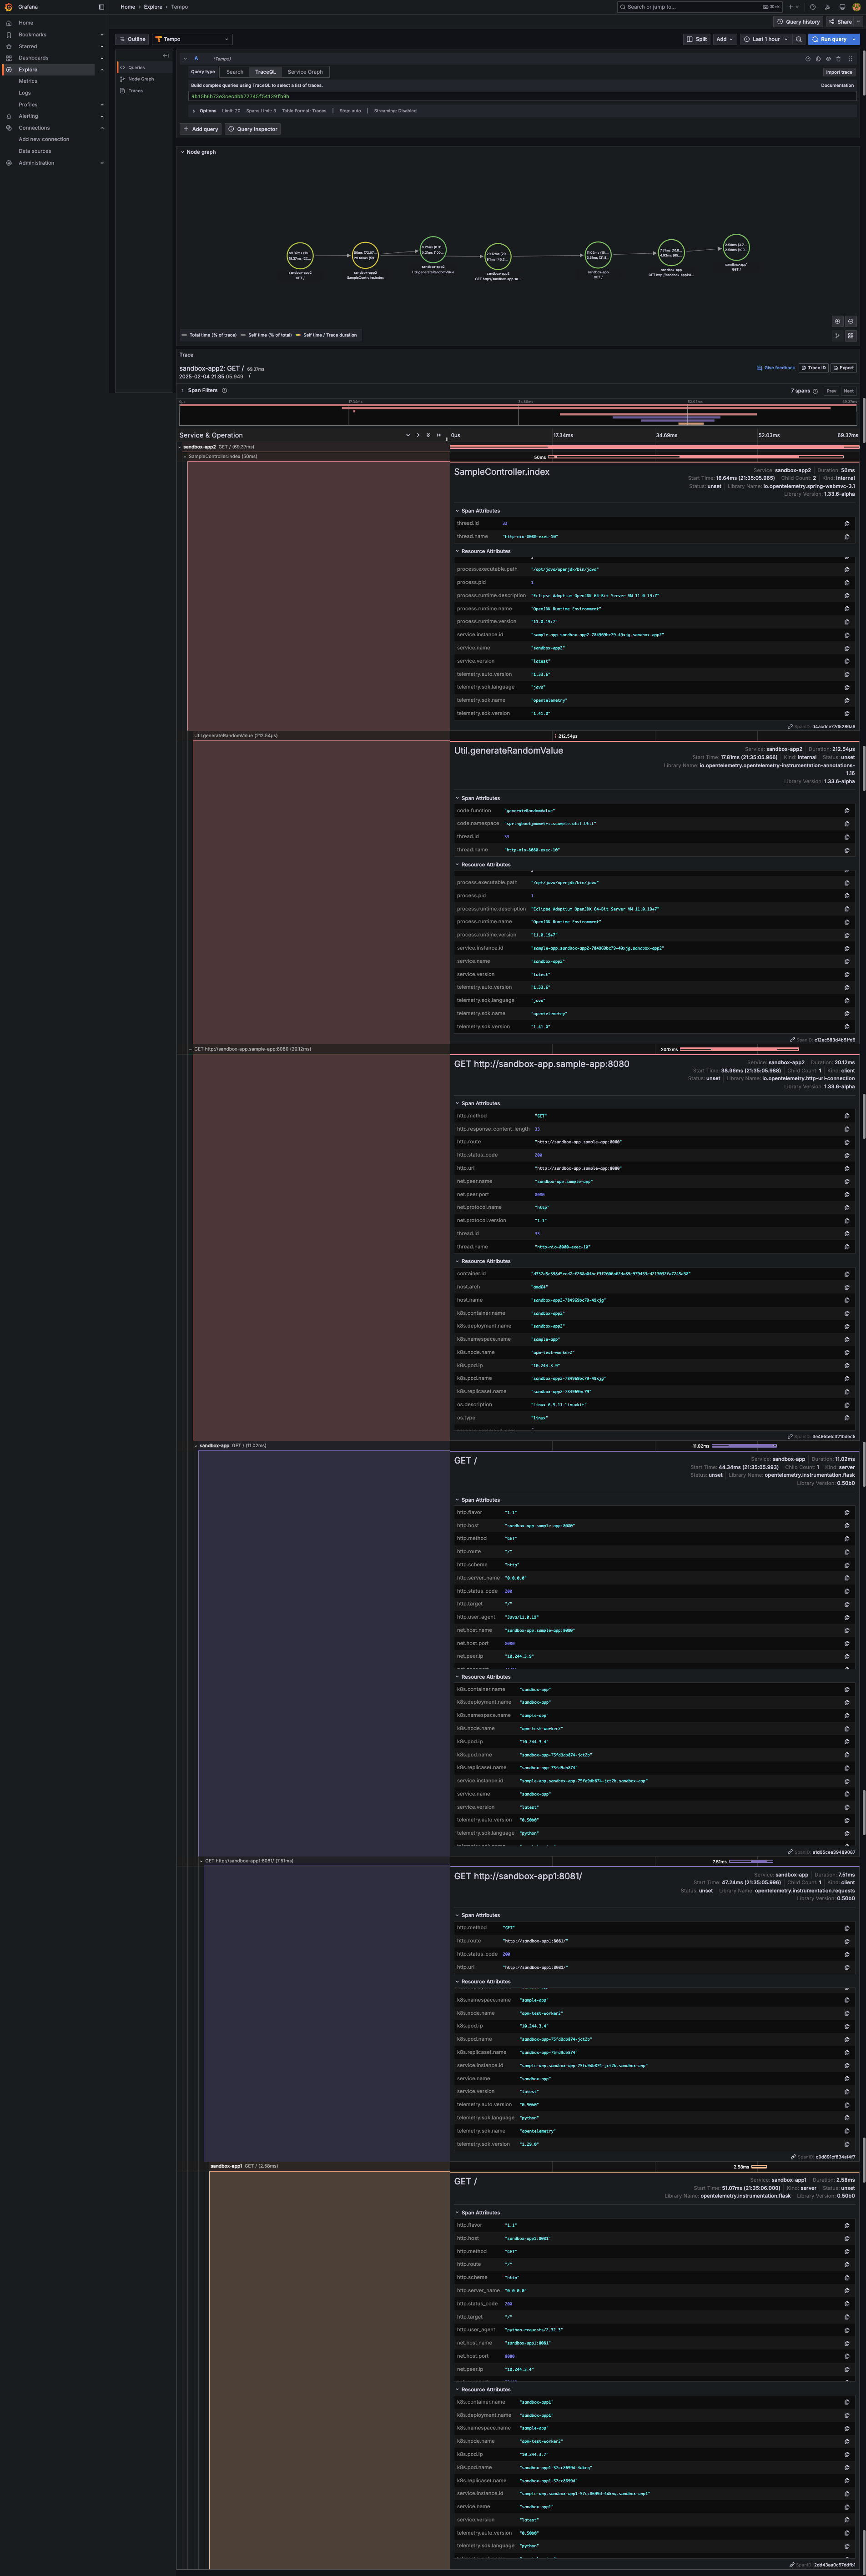 Grafana
Home › Explore › Tempo
Search or jump to...
⌘+k
Home
Bookmarks
Starred
Dashboards
Explore
Metrics
Logs
Profiles
Alerting
Connections
Add new connection
Data sources
Administration
Query history
Share
Outline
Tempo
Split
Add
Last 1 hour
Run query
Queries
Node Graph
Traces
A (Tempo)
Query type Search TraceQL Service Graph
Import trace
Build complex queries using TraceQL to select a list of traces.
Documentation
Options Limit: 20 Spans Limit: 3 Table Format: Traces Step: auto Streaming: Disabled
Add query
Query inspector
Node graph
sandbox-app2
GET /
sandbox-app2
SampleController.index
sandbox-app2
Util.generateRandomValue
sandbox-app2
GET http://sandbox-app.sa...
sandbox-app
GET /
sandbox-app
GET http://sandbox-app1:8...
sandbox-app1
GET /
Total time (% of trace) Self time (% of total) Self time / Trace duration
Trace
sandbox-app2: GET / 69.37ms
2025-02-04 21:35:05.949 /
Give feedback
Trace ID
Export
Span Filters
7 spans
Prev Next
Service & Operation
0µs 17.34ms 34.69ms 52.03ms 69.37ms
sandbox-app2 GET / (69.37ms)
SampleController.index (50ms)
50ms
SampleController.index
Service: sandbox-app2 Duration: 50ms
Start Time: 16.64ms (21:35:05.965) Child Count: 2 Kind: internal
Status: unset Library Name: io.opentelemetry.spring-webmvc-3.1
Library Version: 1.33.6-alpha
Span Attributes
thread.id 33
thread.name "http-nio-8080-exec-10"
Resource Attributes
process.executable.path "/opt/java/openjdk/bin/java"
process.pid 1
process.runtime.description "Eclipse Adoptium OpenJDK 64-Bit Server VM 11.0.19+7"
process.runtime.name "OpenJDK Runtime Environment"
process.runtime.version "11.0.19+7"
service.instance.id "sample-app.sandbox-app2-784969bc79-49xjg.sandbox-app2"
service.name "sandbox-app2"
service.version "latest"
telemetry.auto.version "1.33.6"
telemetry.sdk.language "java"
telemetry.sdk.name "opentelemetry"
telemetry.sdk.version "1.41.0"
Util.generateRandomValue (212.54µs)
212.54µs
Util.generateRandomValue
Service: sandbox-app2 Duration: 212.54µs
Start Time: 17.81ms (21:35:05.966) Kind: internal Status: unset
Library Name: io.opentelemetry.opentelemetry-instrumentation-annotations-
1.16
Library Version: 1.33.6-alpha
Span Attributes
code.function "generateRandomValue"
thread.id 33
thread.name "http-nio-8080-exec-10"
Resource Attributes
process.executable.path "/opt/java/openjdk/bin/java"
process.pid 1
process.runtime.description "Eclipse Adoptium OpenJDK 64-Bit Server VM 11.0.19+7"
process.runtime.name "OpenJDK Runtime Environment"
process.runtime.version "11.0.19+7"
service.instance.id "sample-app.sandbox-app2-784969bc79-49xjg.sandbox-app2"
service.name "sandbox-app2"
service.version "latest"
telemetry.auto.version "1.33.6"
telemetry.sdk.language "java"
telemetry.sdk.name "opentelemetry"
telemetry.sdk.version "1.41.0"
GET http://sandbox-app.sample-app:8080 (20.12ms)
20.12ms
GET http://sandbox-app.sample-app:8080
Service: sandbox-app2 Duration: 20.12ms
Start Time: 38.96ms (21:35:05.988) Child Count: 1 Kind: client
Status: unset Library Name: io.opentelemetry.http-url-connection
Library Version: 1.33.6-alpha
Span Attributes
http.method "GET"
http.response_content_length 33
http.route "http://sandbox-app.sample-app:8080"
http.status_code 200
http.url "http://sandbox-app.sample-app:8080"
net.peer.name "sandbox-app.sample-app"
net.peer.port 8080
net.protocol.name "http"
net.protocol.version "1.1"
thread.id 33
thread.name "http-nio-8080-exec-10"
Resource Attributes
container.id
host.arch "amd64"
host.name "sandbox-app2-784969bc79-49xjg"
k8s.container.name "sandbox-app2"
k8s.deployment.name "sandbox-app2"
k8s.namespace.name "sample-app"
k8s.node.name "apm-test-worker2"
k8s.pod.ip "10.244.3.9"
k8s.pod.name "sandbox-app2-784969bc79-49xjg"
k8s.replicaset.name "sandbox-app2-784969bc79"
os.description "Linux 6.5.11-linuxkit"
os.type "linux"
sandbox-app GET / (11.02ms)
11.02ms
GET /
Service: sandbox-app Duration: 11.02ms
Start Time: 44.34ms (21:35:05.993) Child Count: 1 Kind: server
Status: unset Library Name: opentelemetry.instrumentation.flask
Library Version: 0.50b0
Span Attributes
http.flavor "1.1"
http.host "sandbox-app.sample-app:8080"
http.method "GET"
http.route "/"
http.scheme "http"
http.server_name "0.0.0.0"
http.status_code 200
http.target "/"
http.user_agent "Java/11.0.19"
net.host.name "sandbox-app.sample-app:8080"
net.host.port 8080
net.peer.ip "10.244.3.9"
Resource Attributes
k8s.container.name "sandbox-app"
k8s.deployment.name "sandbox-app"
k8s.namespace.name "sample-app"
k8s.node.name "apm-test-worker2"
k8s.pod.ip "10.244.3.4"
k8s.pod.name "sandbox-app-75fd9db874-jct2b"
k8s.replicaset.name "sandbox-app-75fd9db874"
service.instance.id "sample-app.sandbox-app-75fd9db874-jct2b.sandbox-app"
service.name "sandbox-app"
service.version "latest"
telemetry.auto.version "0.50b0"
telemetry.sdk.language "python"
GET http://sandbox-app1:8081/ (7.51ms)
7.51ms
GET http://sandbox-app1:8081/
Service: sandbox-app Duration: 7.51ms
Start Time: 47.24ms (21:35:05.996) Child Count: 1 Kind: client
Status: unset Library Name: opentelemetry.instrumentation.requests
Library Version: 0.50b0
Span Attributes
http.method "GET"
http.route "http://sandbox-app1:8081/"
http.status_code 200
http.url "http://sandbox-app1:8081/"
Resource Attributes
k8s.namespace.name "sample-app"
k8s.node.name "apm-test-worker2"
k8s.pod.ip "10.244.3.4"
k8s.pod.name "sandbox-app-75fd9db874-jct2b"
k8s.replicaset.name "sandbox-app-75fd9db874"
service.instance.id "sample-app.sandbox-app-75fd9db874-jct2b.sandbox-app"
service.name "sandbox-app"
service.version "latest"
telemetry.auto.version "0.50b0"
telemetry.sdk.language "python"
telemetry.sdk.name "opentelemetry"
telemetry.sdk.version "1.29.0"
sandbox-app1 GET / (2.58ms)
2.58ms
GET /
Service: sandbox-app1 Duration: 2.58ms
Start Time: 51.07ms (21:35:06.000) Kind: server Status: unset
Library Name: opentelemetry.instrumentation.flask Library Version: 0.50b0
Span Attributes
http.flavor "1.1"
http.host "sandbox-app1:8081"
http.method "GET"
http.route "/"
http.scheme "http"
http.server_name "0.0.0.0"
http.status_code 200
http.target "/"
http.user_agent "python-requests/2.32.3"
net.host.name "sandbox-app1:8081"
net.host.port 8080
net.peer.ip "10.244.3.4"
Resource Attributes
k8s.container.name "sandbox-app1"
k8s.deployment.name "sandbox-app1"
k8s.namespace.name "sample-app"
k8s.node.name "apm-test-worker2"
k8s.pod.ip "10.244.3.7"
k8s.pod.name "sandbox-app1-57cc8699d-4dknq"
k8s.replicaset.name "sandbox-app1-57cc8699d"
service.instance.id "sample-app.sandbox-app1-57cc8699d-4dknq.sandbox-app1"
service.name "sandbox-app1"
service.version "latest"
telemetry.auto.version "0.50b0"
telemetry.sdk.language "python"